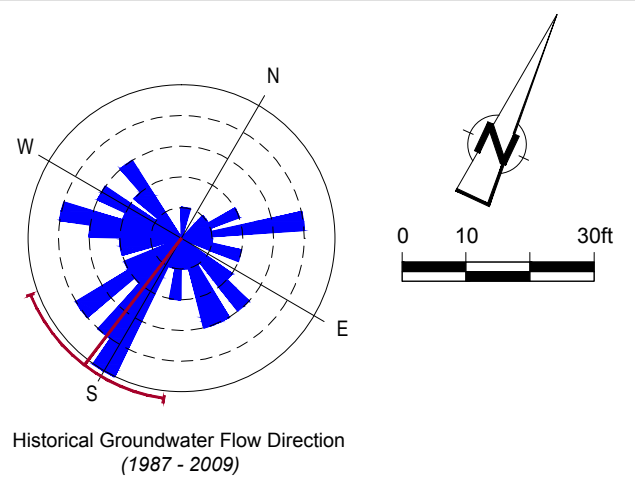 N
W
E
S
N
0 10 30ft
Historical Groundwater Flow Direction
(1987 - 2009)